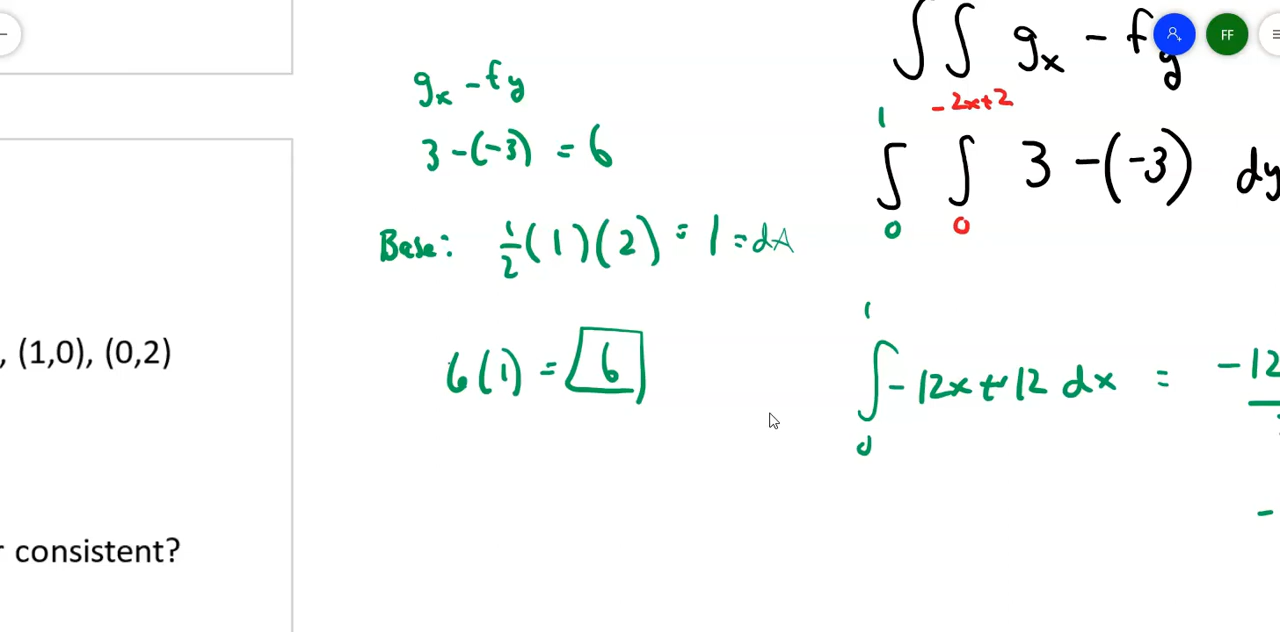 , (1,0), (0,2)
consistent?
gₓ - fy
3 - (-3) = 6
Base: 1/2 (1)(2) = 1 = dA
6(1) = 6
∫∫ gₓ - fy
FF
1 -2x+2
∫ ∫ 3 - (-3) dy
0 0
1
∫ -12x + 12 dx = -12
0
-